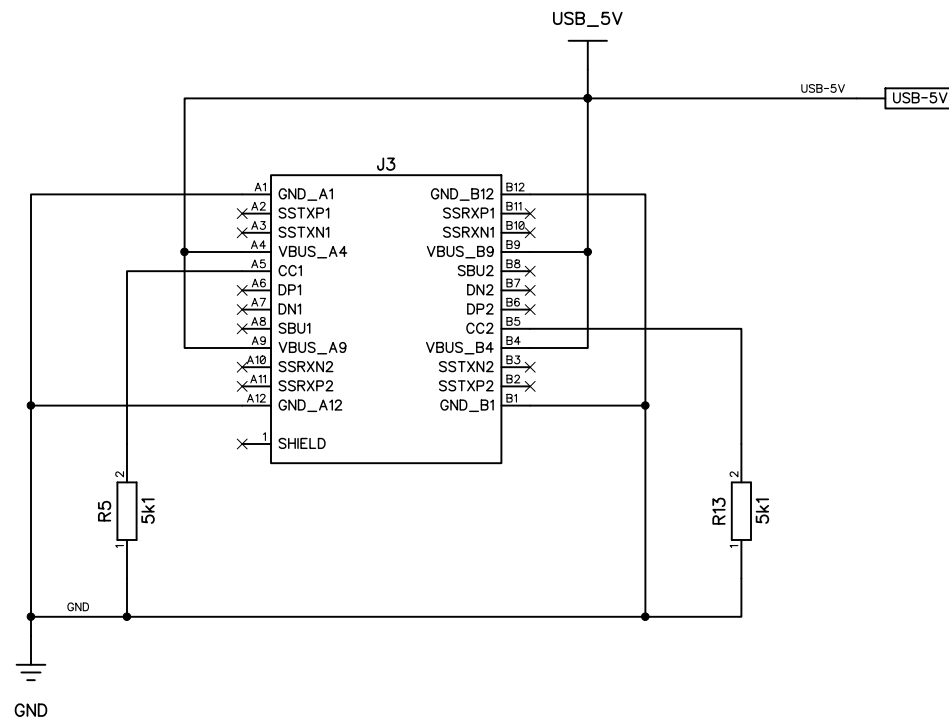 USB_5V
USB-5V
USB-5V
J3
A1 GND_A1 GND_B12 B12
A2 SSTXP1 SSRXP1 B11
A3 SSTXN1 SSRXN1 B10
A4 VBUS_A4 VBUS_B9 B9
A5 CC1 SBU2 B8
A6 DP1 DN2 B7
A7 DN1 DP2 B6
A8 SBU1 CC2 B5
A9 VBUS_A9 VBUS_B4 B4
A10 SSRXN2 SSTXN2 B3
A11 SSRXP2 SSTXP2 B2
A12 GND_A12 GND_B1 B1
1 SHIELD
2
R5
5k1
1
2
R13
5k1
1
GND
GND